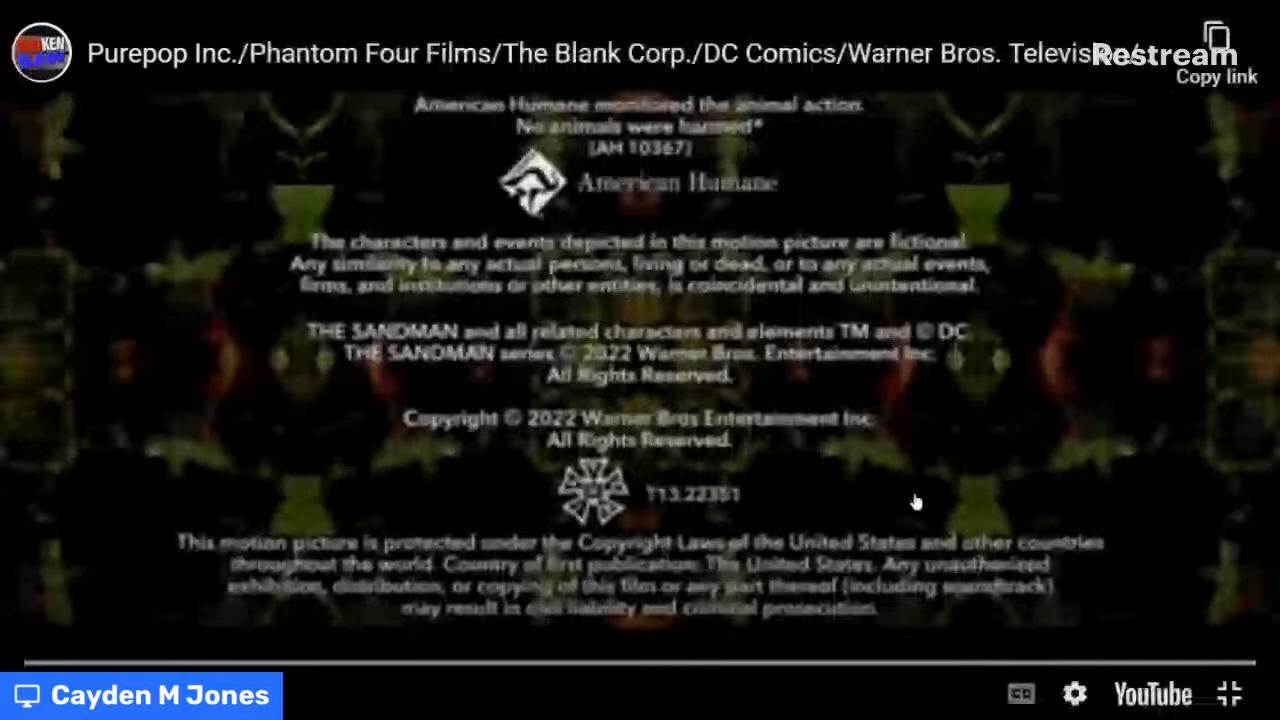 Purepop Inc./Phantom Four Films/The Blank Corp./DC Comics/Warner Bros. Televis
Restream
Copy link
American Humane monitored the animal action.
No animals were harmed*
(AH 10367)
American Humane
The characters and events depicted in this motion picture are fictional.
Any similarity to any actual persons, living or dead, or to any actual events,
firms, and institutions or other entities, is coincidental and unintentional.
THE SANDMAN and all related characters and elements TM and © DC.
THE SANDMAN series © 2022 Warner Bros. Entertainment Inc.
All Rights Reserved.
Copyright © 2022 Warner Bros Entertainment Inc.
All Rights Reserved.
T13.22351
This motion picture is protected under the Copyright Laws of the United States and other countries
throughout the world. Country of first publication: The United States. Any unauthorized
exhibition, distribution, or copying of this film or any part thereof (including soundtrack)
may result in civil liability and criminal prosecution.
Cayden M Jones
CC
YouTube